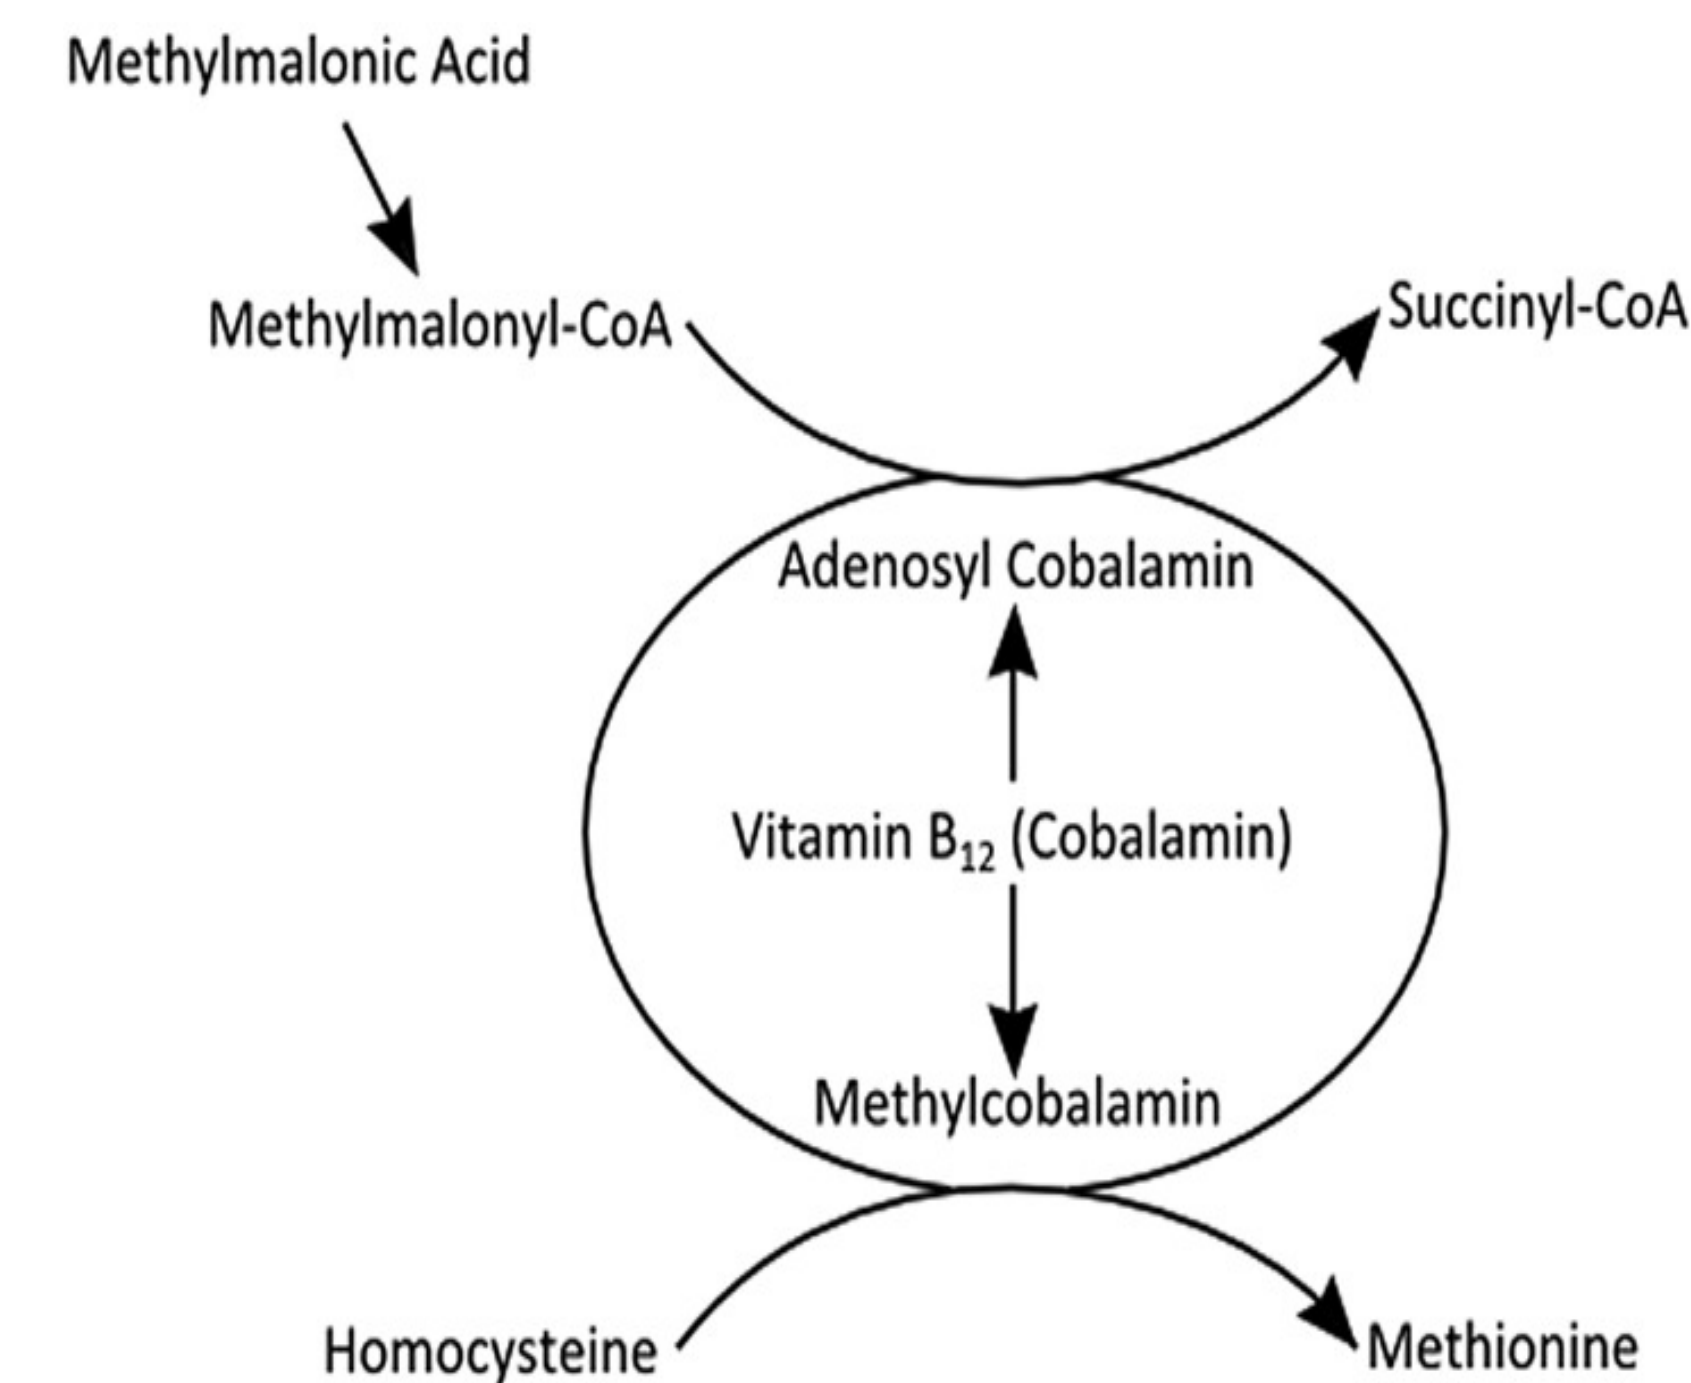 Methylmalonic Acid
Methylmalonyl-CoA
Succinyl-CoA
Adenosyl Cobalamin
Vitamin B₁₂ (Cobalamin)
Methylcobalamin
Homocysteine
Methionine